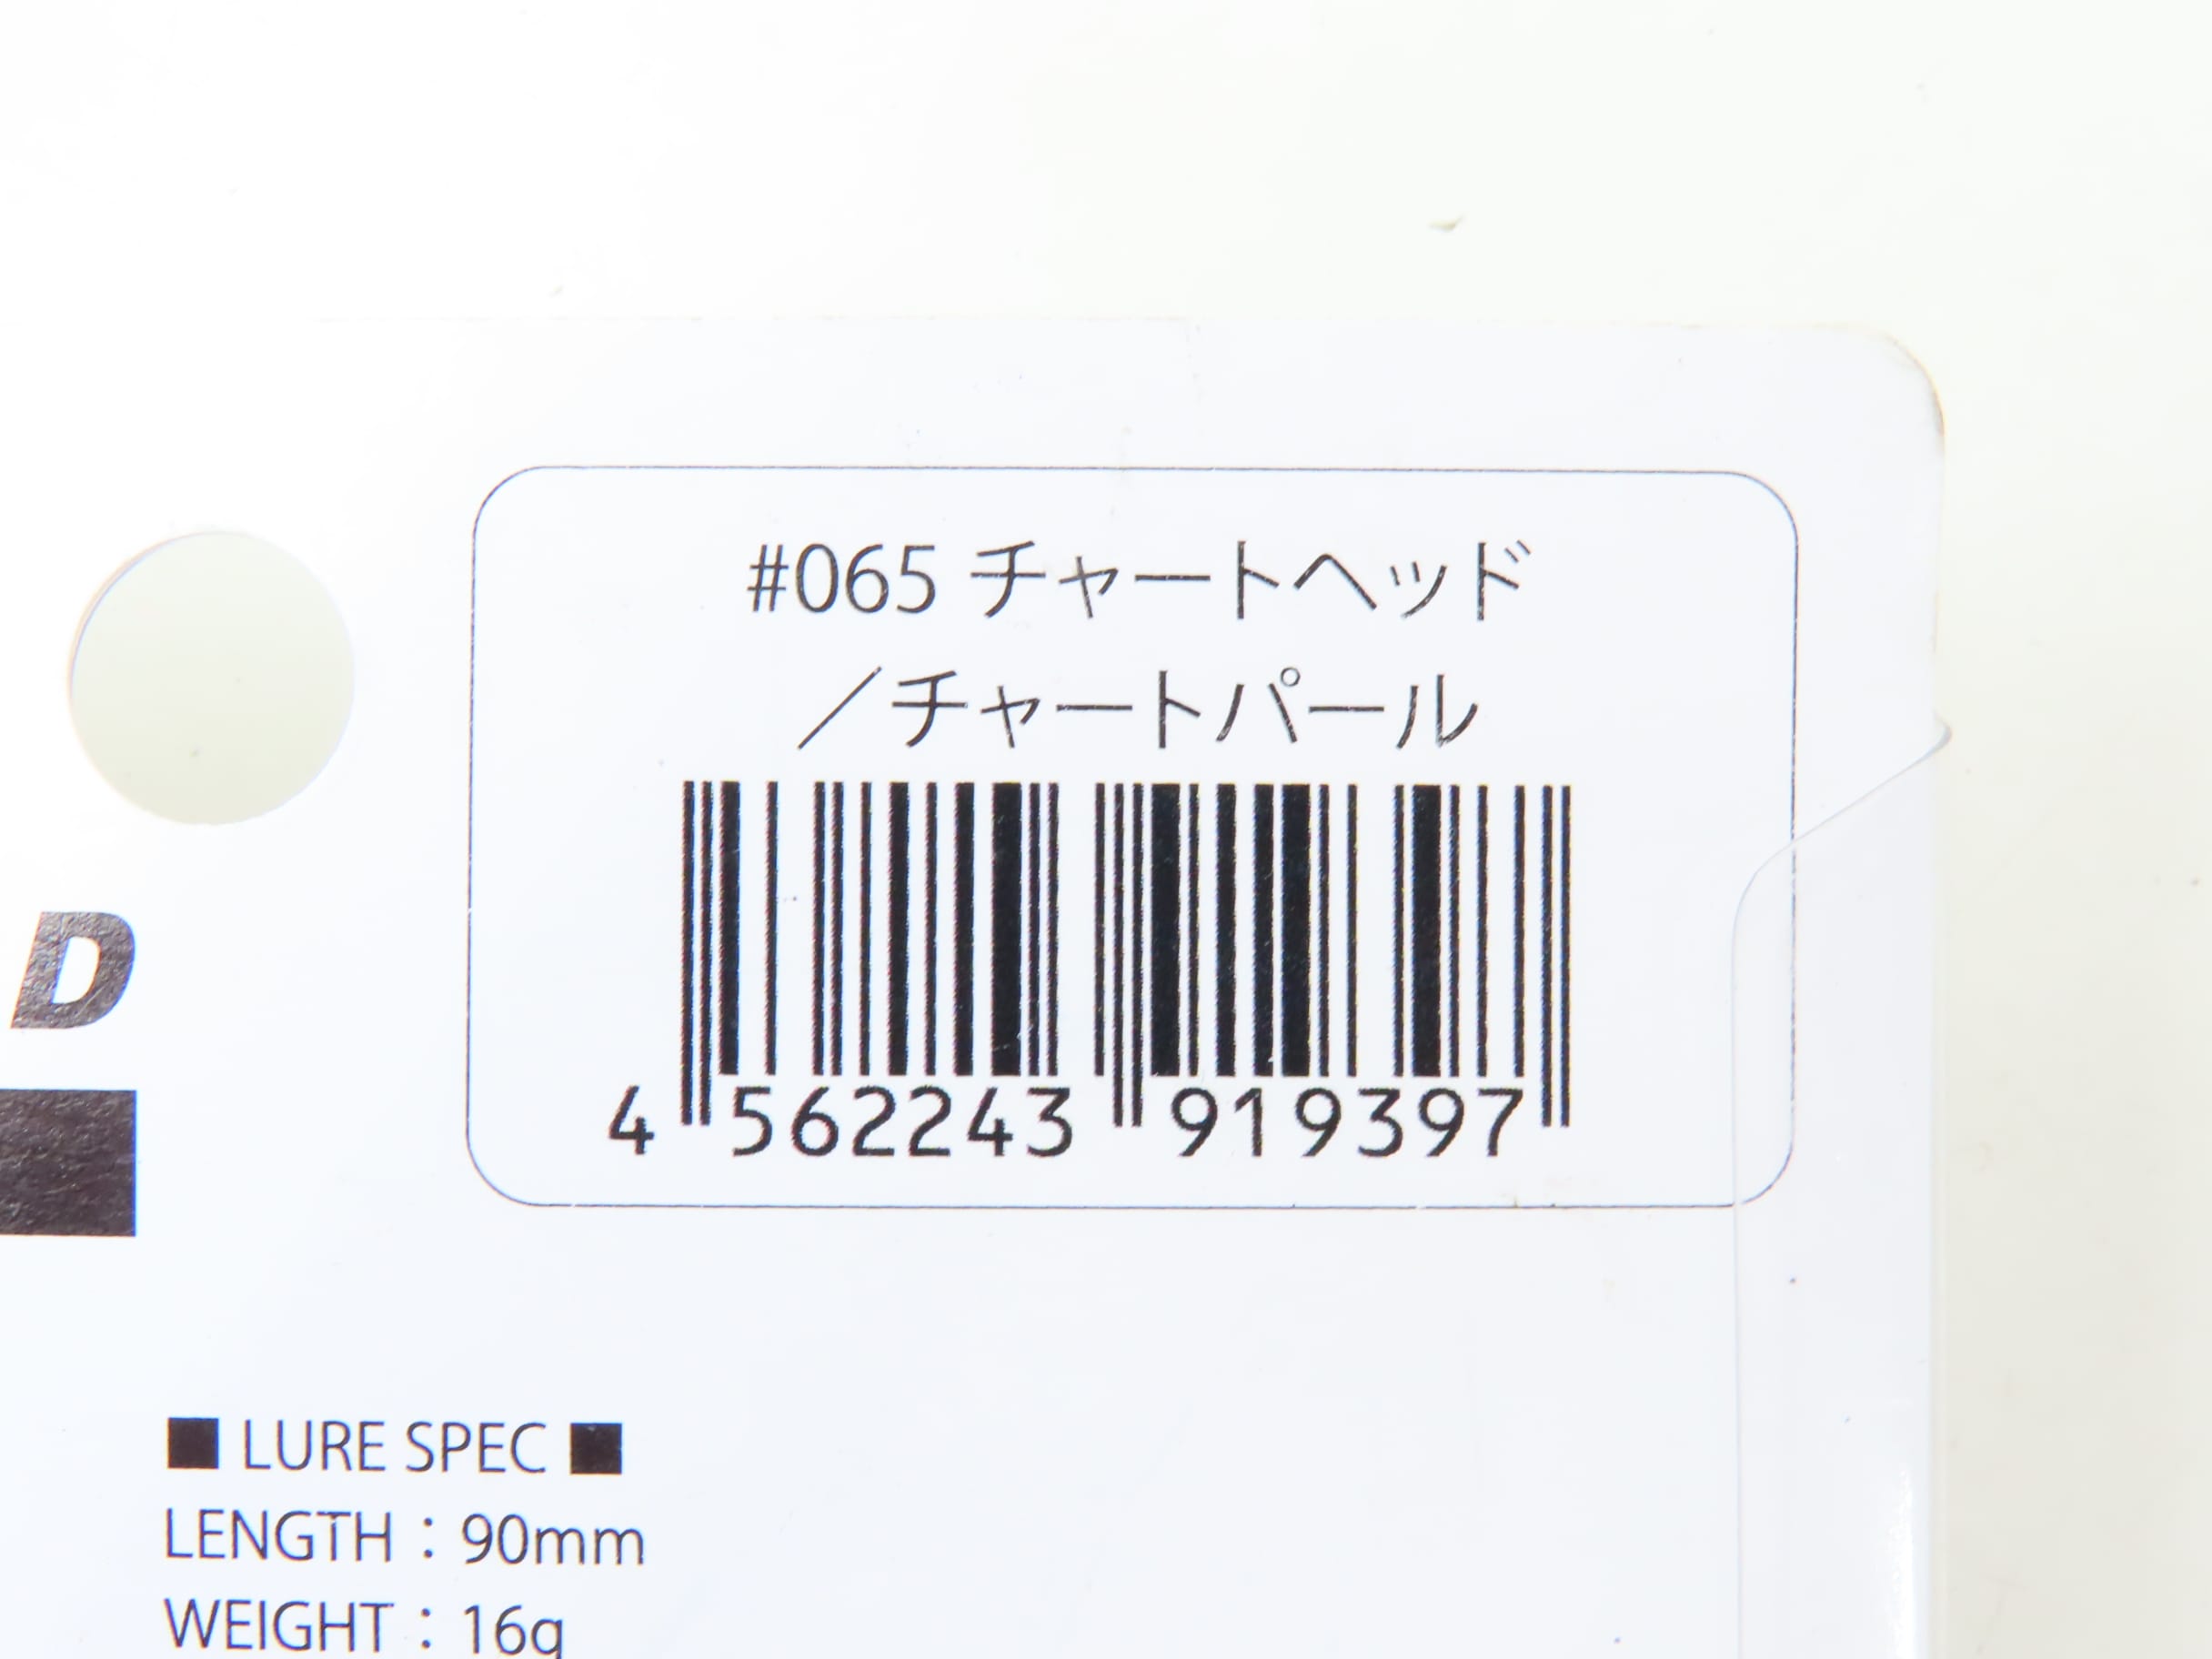 #065 チャートヘッド
／チャートパール
4 562243 919397
D
■ LURE SPEC ■
LENGTH：90mm
WEIGHT：16g